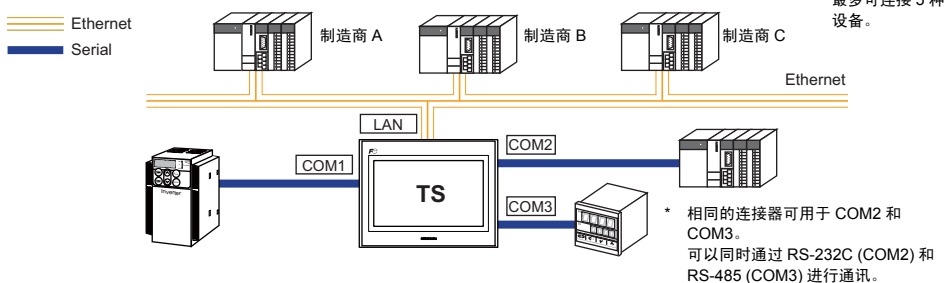 最多可连接 5 种
设备。
Ethernet
Serial
制造商 A
制造商 B
制造商 C
Ethernet
LAN
COM1
COM2
COM3
Inverter
TS
* 相同的连接器可用于 COM2 和
COM3。
可以同时通过 RS-232C (COM2) 和
RS-485 (COM3) 进行通讯。